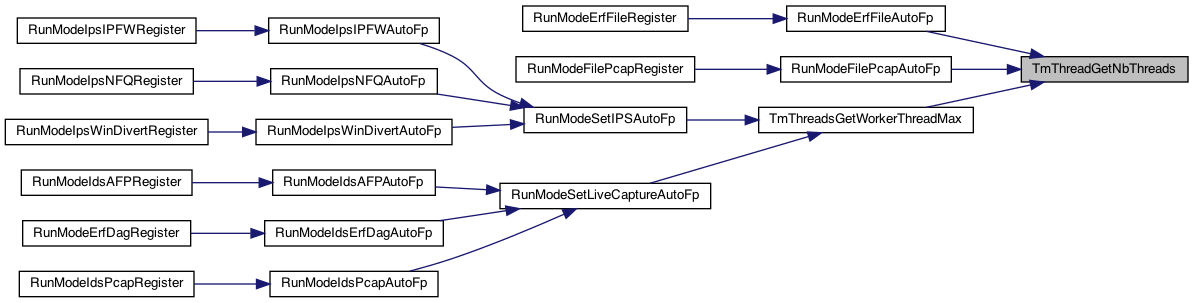 RunModeErfFileRegister
RunModeErfFileAutoFp
RunModeIpsIPFWRegister
RunModeIpsIPFWAutoFp
RunModeFilePcapRegister
RunModeFilePcapAutoFp
TmThreadGetNbThreads
RunModeIpsNFQRegister
RunModeIpsNFQAutoFp
RunModeSetIPSAutoFp
TmThreadsGetWorkerThreadMax
RunModeIpsWinDivertRegister
RunModeIpsWinDivertAutoFp
RunModeIdsAFPRegister
RunModeIdsAFPAutoFp
RunModeSetLiveCaptureAutoFp
RunModeErfDagRegister
RunModeIdsErfDagAutoFp
RunModeIdsPcapRegister
RunModeIdsPcapAutoFp